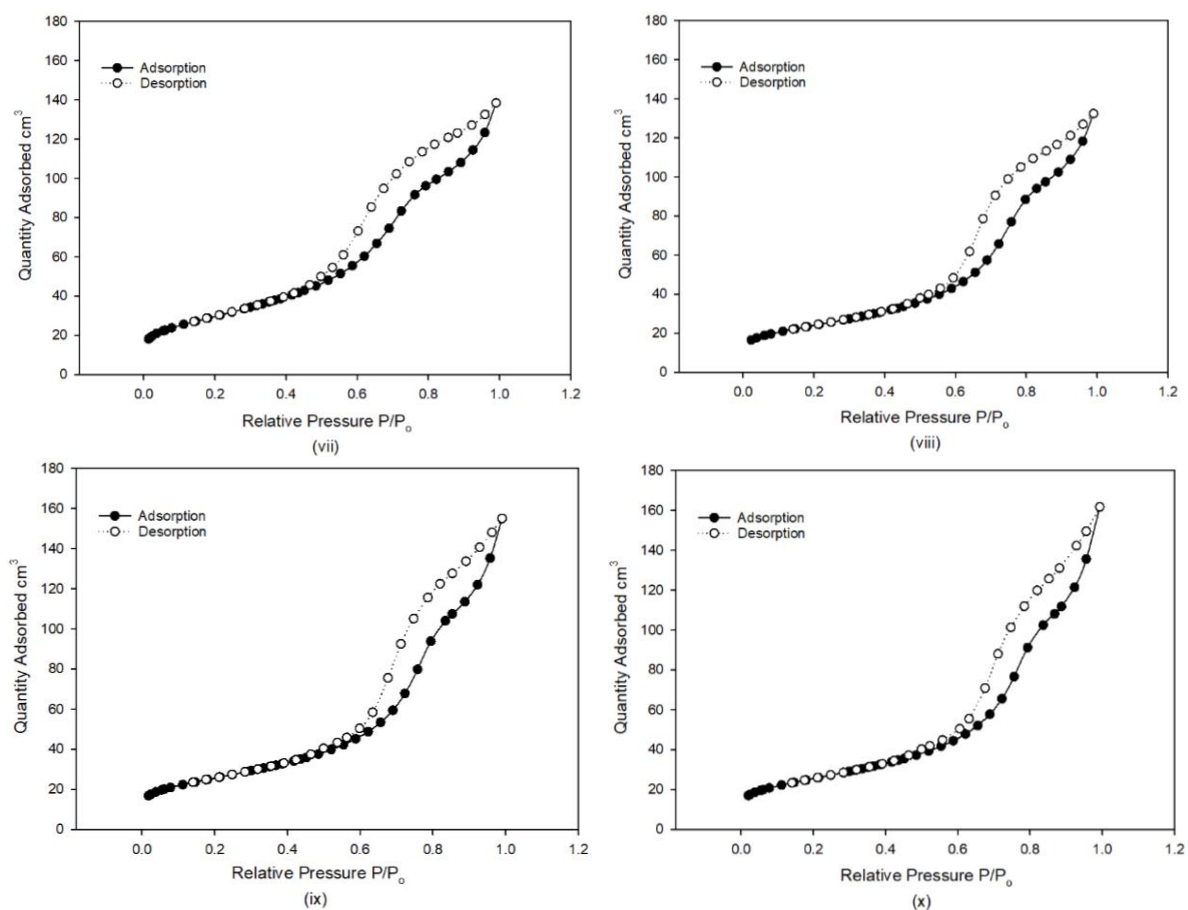 180
160
140
120
100
80
60
40
20
0
Quantity Adsorbed cm³
Adsorption
Desorption
0.0 0.2 0.4 0.6 0.8 1.0 1.2
Relative Pressure P/Pₒ
(vii)
180
160
140
120
100
80
60
40
20
0
Quantity Adsorbed cm³
Adsorption
Desorption
0.0 0.2 0.4 0.6 0.8 1.0 1.2
Relative Pressure P/Pₒ
(viii)
180
160
140
120
100
80
60
40
20
0
Quantity Adsorbed cm³
Adsorption
Desorption
0.0 0.2 0.4 0.6 0.8 1.0 1.2
Relative Pressure P/Pₒ
(ix)
180
160
140
120
100
80
60
40
20
0
Quantity Adsorbed cm³
Adsorption
Desorption
0.0 0.2 0.4 0.6 0.8 1.0 1.2
Relative Pressure P/Pₒ
(x)